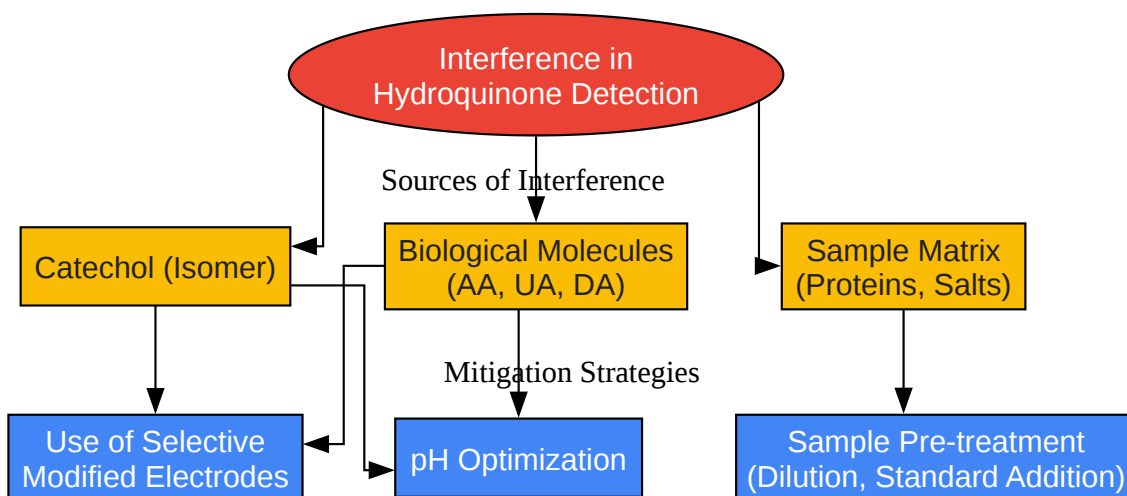 Interference in
Hydroquinone Detection
Sources of Interference
Catechol (Isomer)
Biological Molecules
(AA, UA, DA)
Sample Matrix
(Proteins, Salts)
Mitigation Strategies
Use of Selective
Modified Electrodes
pH Optimization
Sample Pre-treatment
(Dilution, Standard Addition)